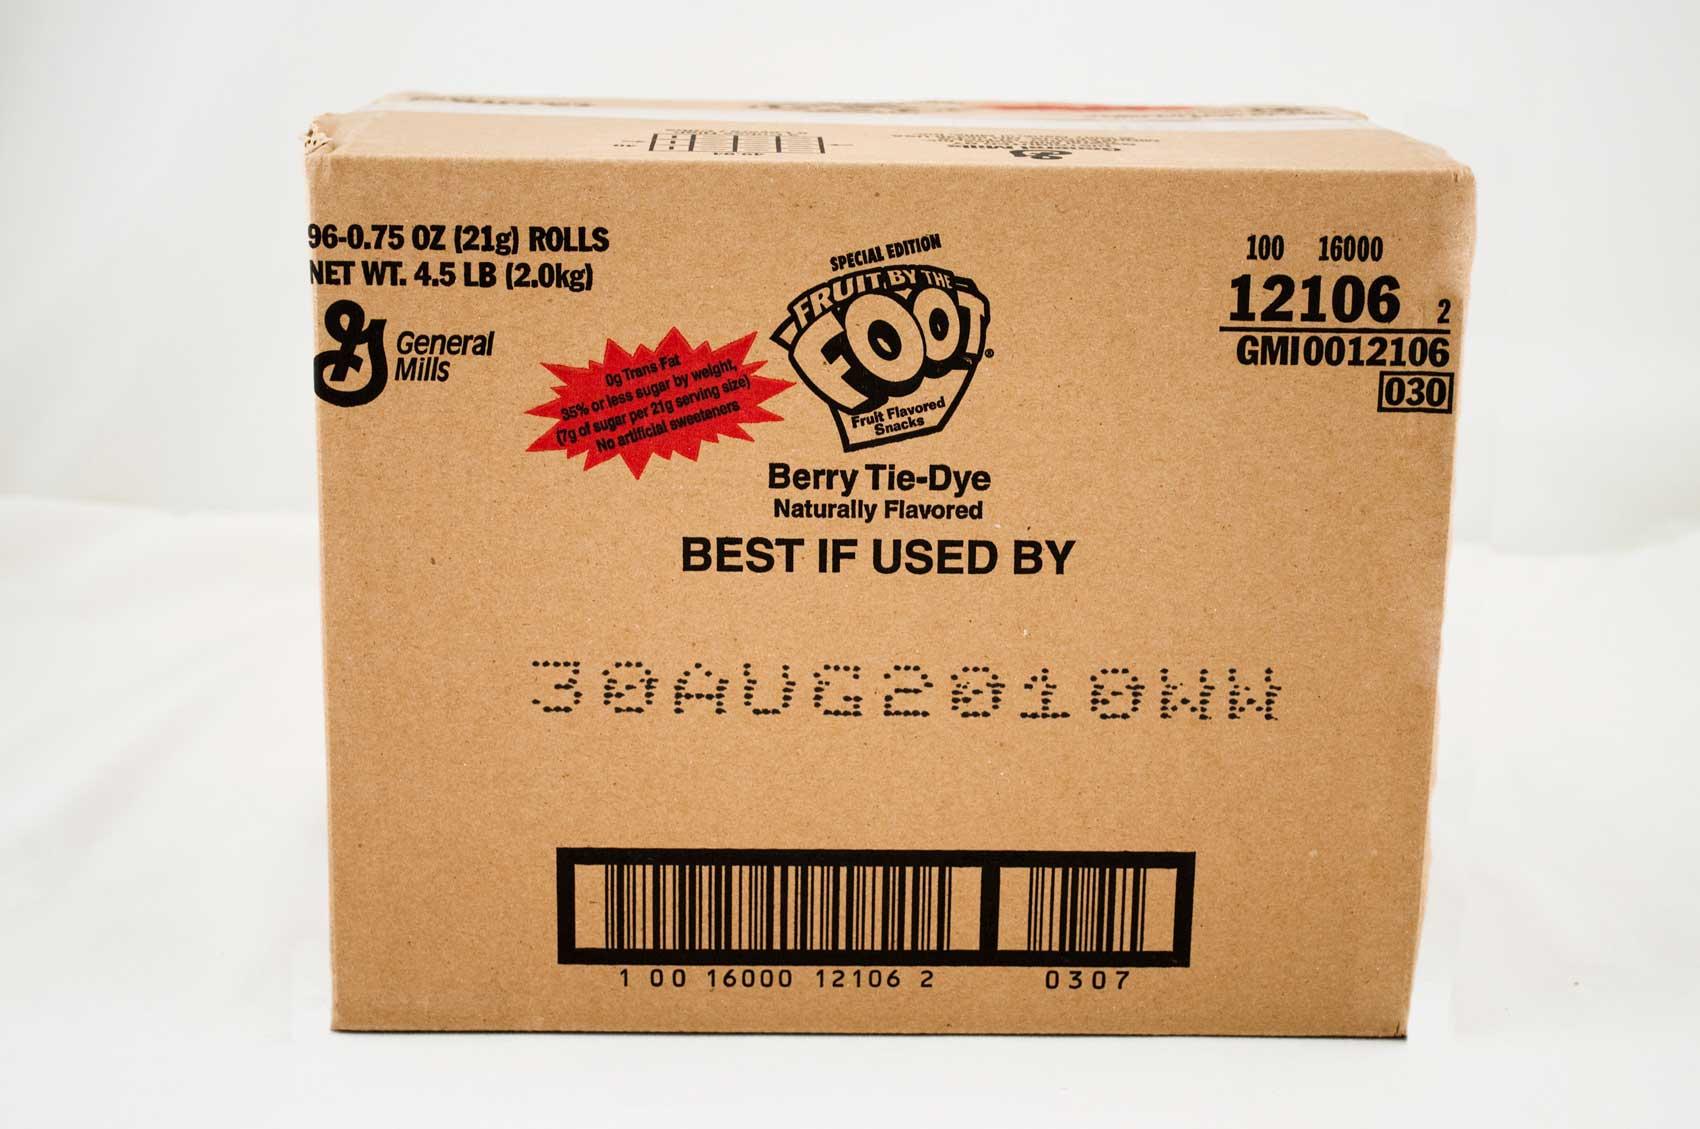 96-0.75 OZ (21g) ROLLS
NET WT. 4.5 LB (2.0kg)
General
Mills
0g Trans Fat
35% or less sugar by weight,
(7g of sugar per 21g serving size)
No artificial sweeteners
SPECIAL EDITION
FRUIT BY THE
FOOT®
Fruit Flavored
Snacks
Berry Tie-Dye
Naturally Flavored
BEST IF USED BY
100 16000
12106 2
GMI0012106
030
30AUG2010WW
1 00 16000 12106 2 0307